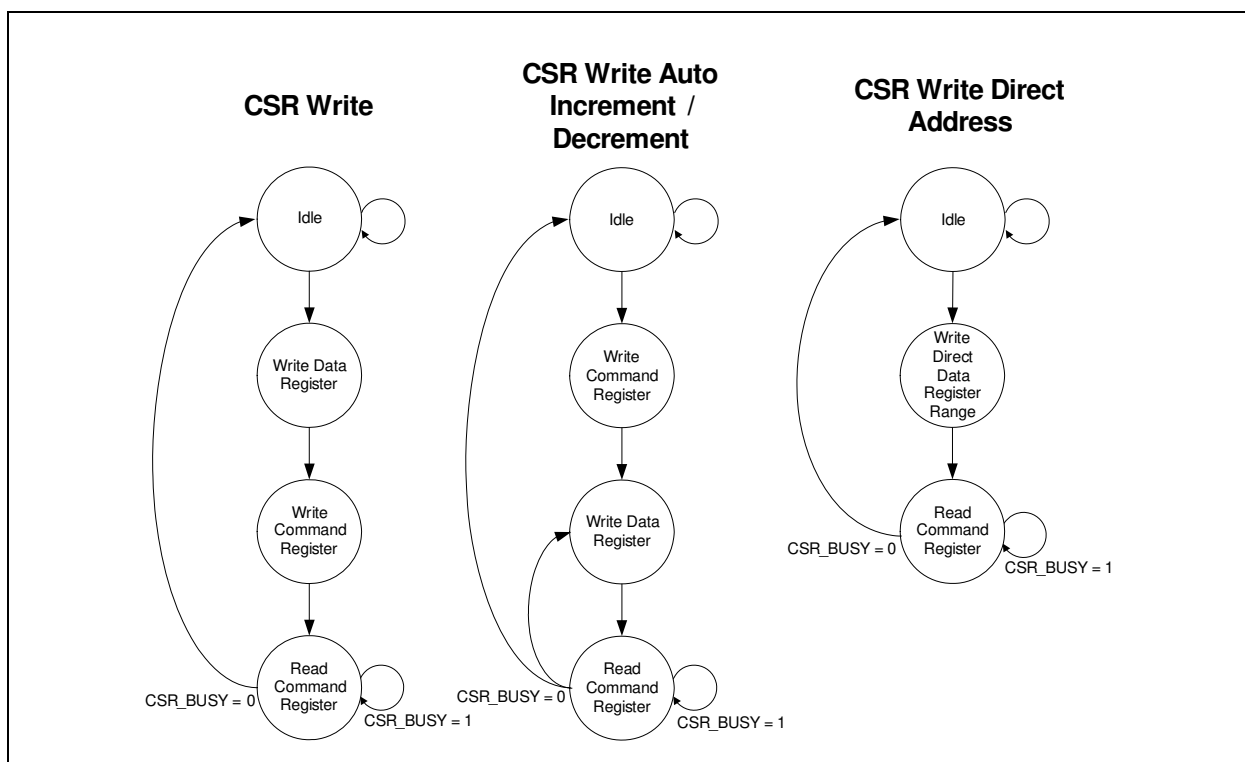 CSR Write
Idle
Write Data
Register
Write
Command
Register
Read
Command
Register
CSR_BUSY = 0
CSR_BUSY = 1
CSR Write Auto
Increment /
Decrement
Idle
Write
Command
Register
Write Data
Register
Read
Command
Register
CSR_BUSY = 0
CSR_BUSY = 1
CSR Write Direct
Address
Idle
Write
Direct
Data
Register
Range
Read
Command
Register
CSR_BUSY = 0
CSR_BUSY = 1